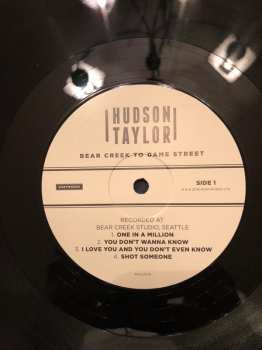 HUDSON
TAYLOR
BEAR CREEK TO DAME STREET
SIDE 1
RECORDED AT
BEAR CREEK STUDIO, SEATTLE
1. ONE IN A MILLION
2. YOU DON'T WANNA KNOW
3. I LOVE YOU AND YOU DON'T EVEN KNOW
4. SHOT SOMEONE